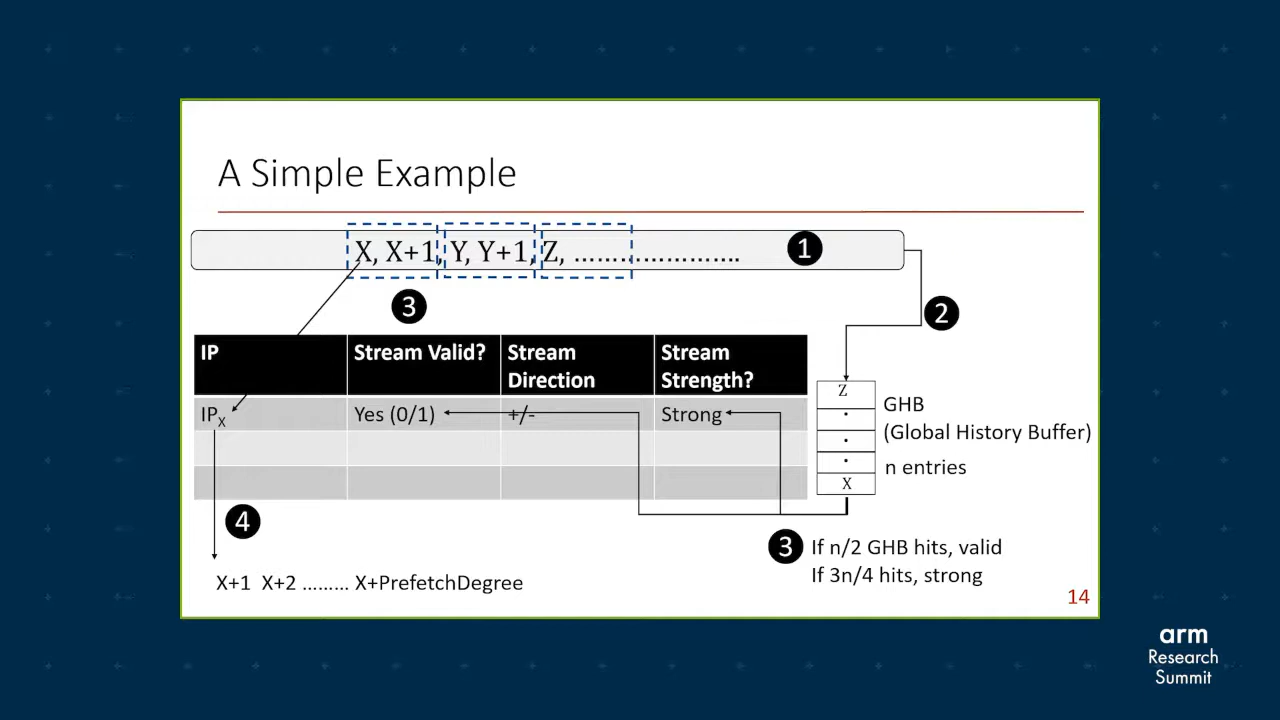 A Simple Example
X, X+1, Y, Y+1, Z, ........................
1
2
3
IP
Stream Valid?
Stream
Direction
Stream
Strength?
IPX
Yes (0/1)
+/-
Strong
Z
.
.
.
X
GHB
(Global History Buffer)
n entries
4
3
If n/2 GHB hits, valid
If 3n/4 hits, strong
X+1 X+2 ......... X+PrefetchDegree
14
arm
Research
Summit